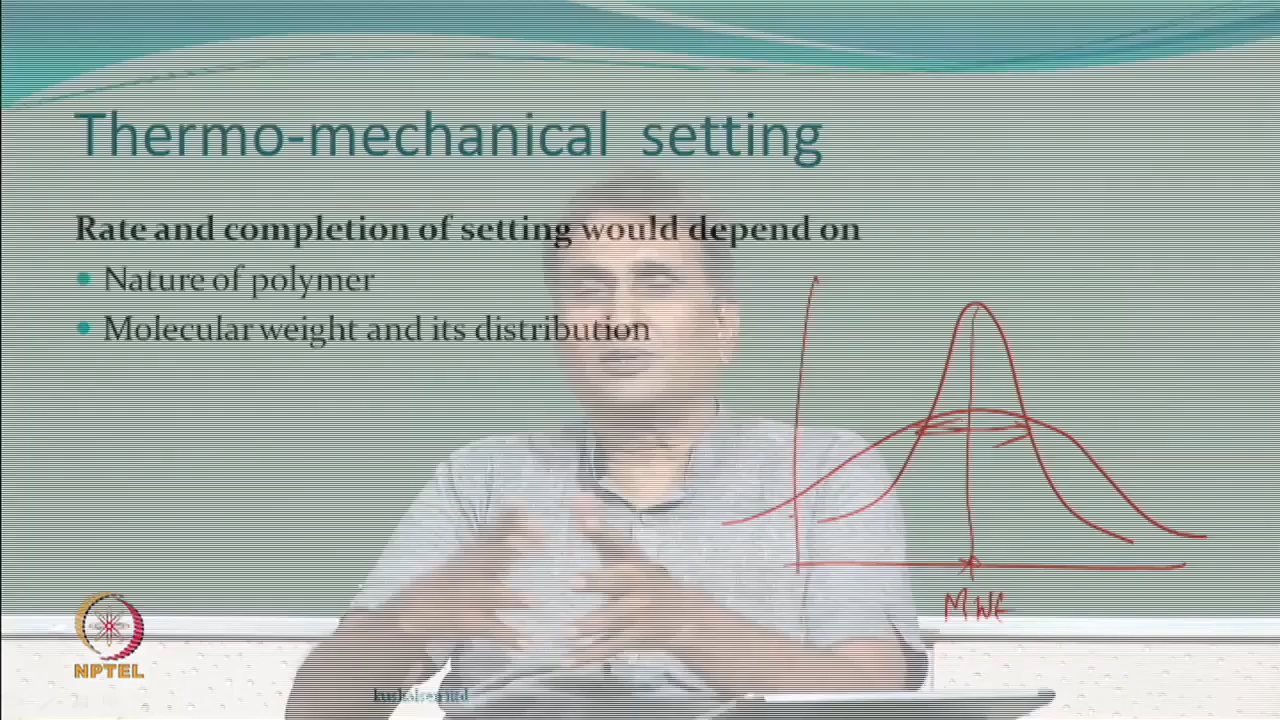 Thermo-mechanical setting
Rate and completion of setting would depend on
Nature of polymer
Molecular weight and its distribution
NPTEL